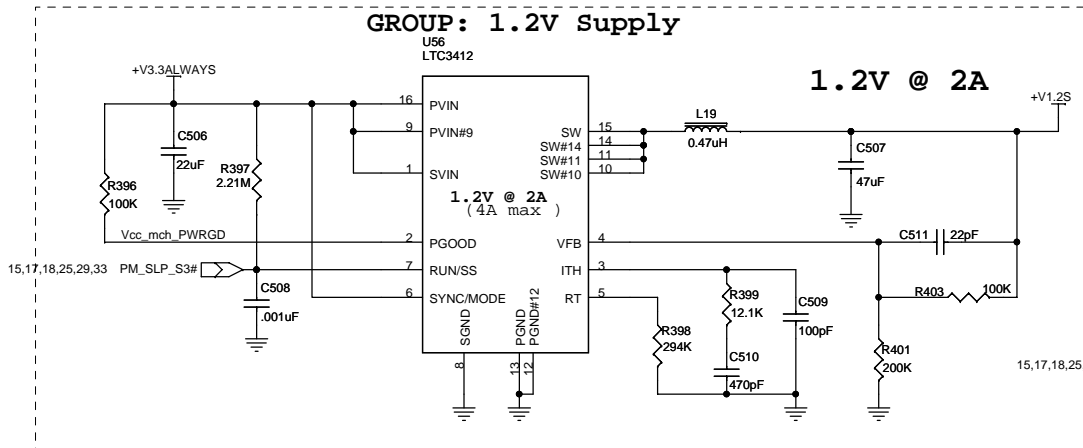 GROUP: 1.2V Supply
U56
LTC3412
+V3.3ALWAYS
1.2V @ 2A
+V1.2S
16 PVIN
9 PVIN#9
1 SVIN
SW 15
SW#14 14
SW#11 11
SW#10 10
L19
0.47uH
C506
22uF
R397
2.21M
R396
100K
C507
47uF
1.2V @ 2A
(4A max )
Vcc_mch_PWRGD
2 PGOOD
VFB 4
C511
22pF
15,17,18,25,29,33 PM_SLP_S3#
7 RUN/SS
ITH 3
R403
100K
C508
.001uF
6 SYNC/MODE
RT 5
R399
12.1K
C509
100pF
R398
294K
SGND
PGND
PGND#12
8
13
12
C510
470pF
R401
200K
15,17,18,25